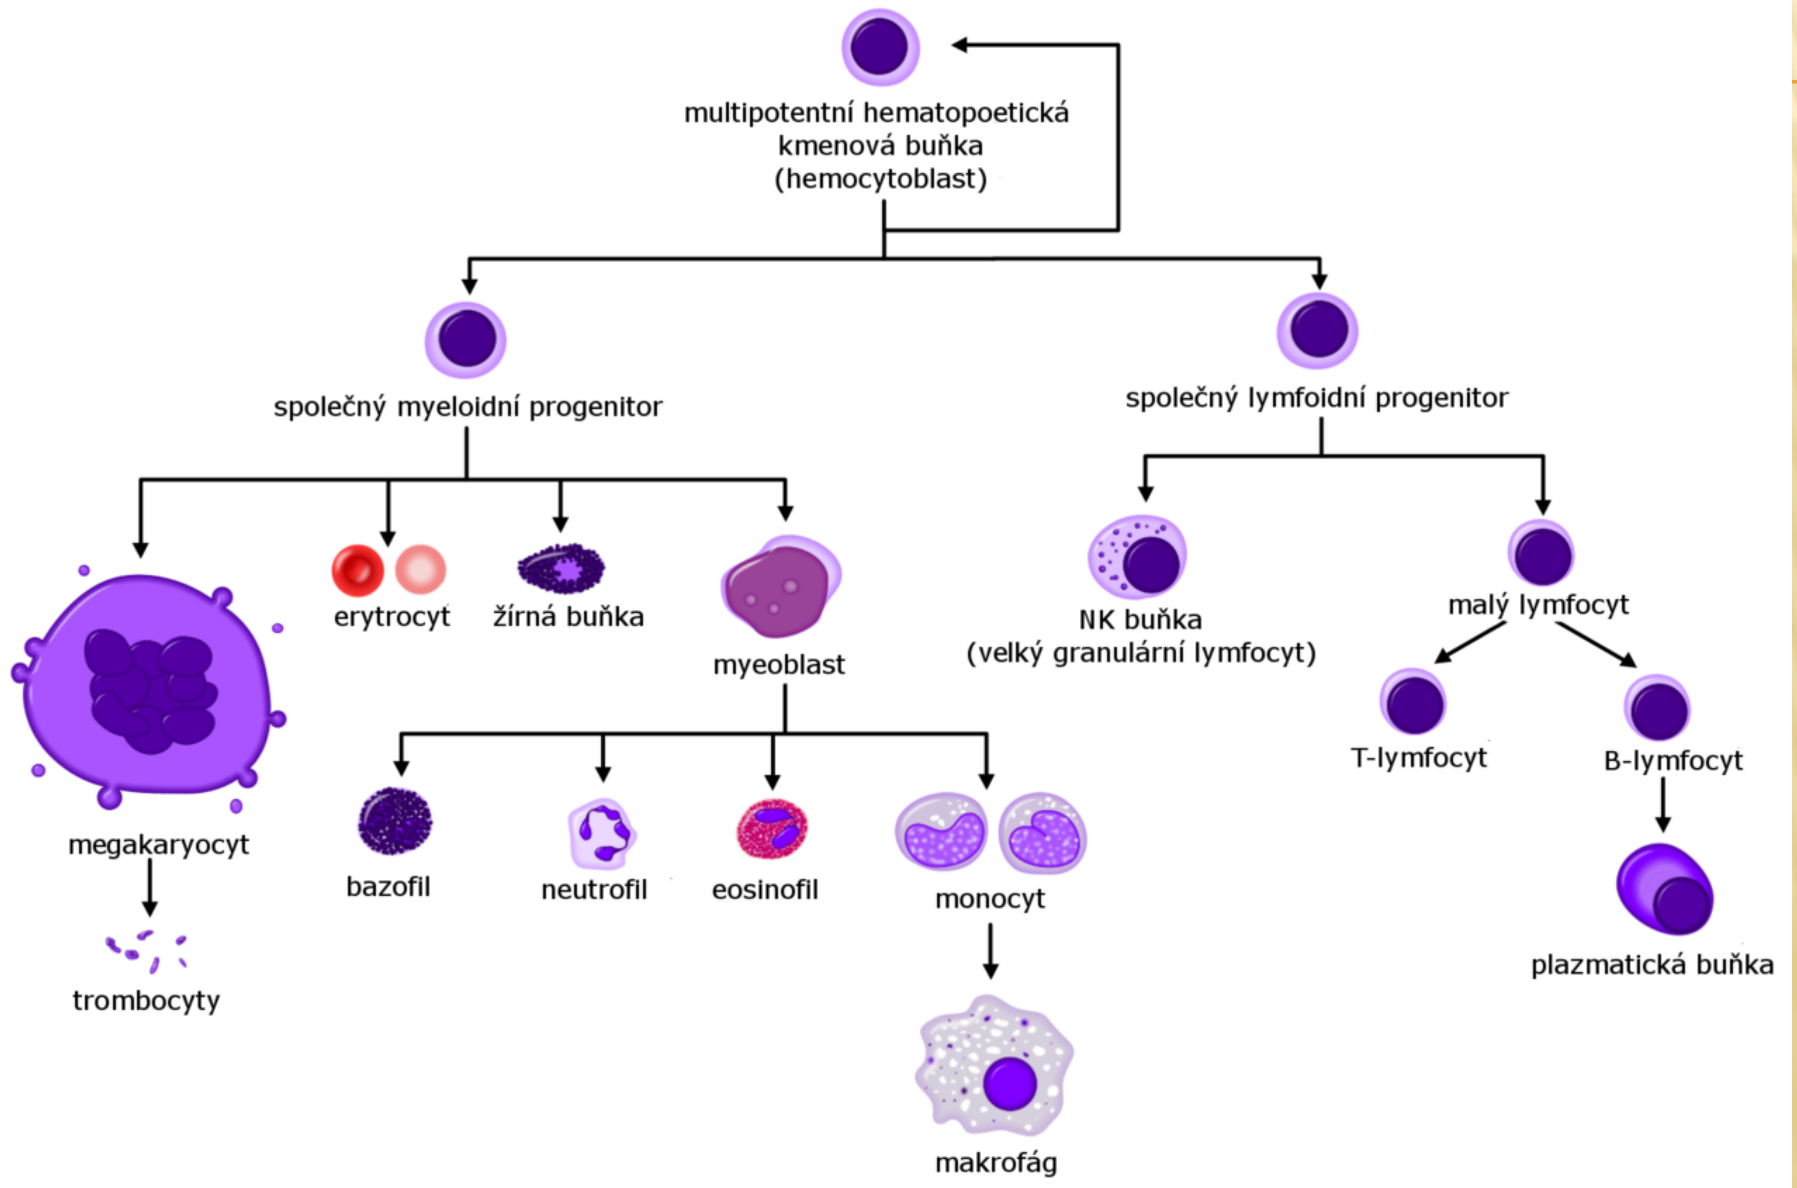 multipotentní hematopoetická
kmenová buňka
(hemocytoblast)
společný myeloidní progenitor
společný lymfoidní progenitor
erytrocyt
žírná buňka
myeoblast
NK buňka
(velký granulární lymfocyt)
malý lymfocyt
T-lymfocyt
B-lymfocyt
megakaryocyt
bazofil
neutrofil
eosinofil
monocyt
plazmatická buňka
trombocyty
makrofág